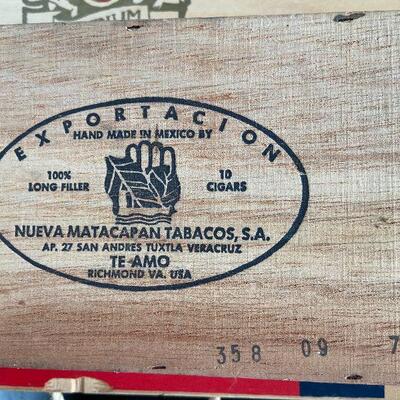 EXPORTACION
HAND MADE IN MEXICO BY
100%
LONG FILLER
10
CIGARS
NUEVA MATACAPAN TABACOS, S.A.
AP. 27 SAN ANDRES TUXTLA VERACRUZ
TE-AMO
RICHMOND VA. USA
358 09 7